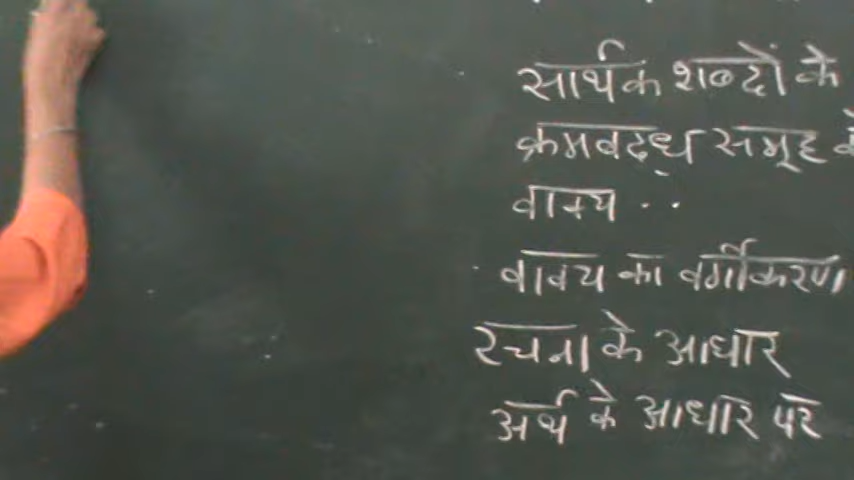 सार्थक शब्दों के
क्रमबद्ध समूह
वाक्य ..
वाक्य का वर्गीकरण
रचना के आधार
अर्थ के आधार पर